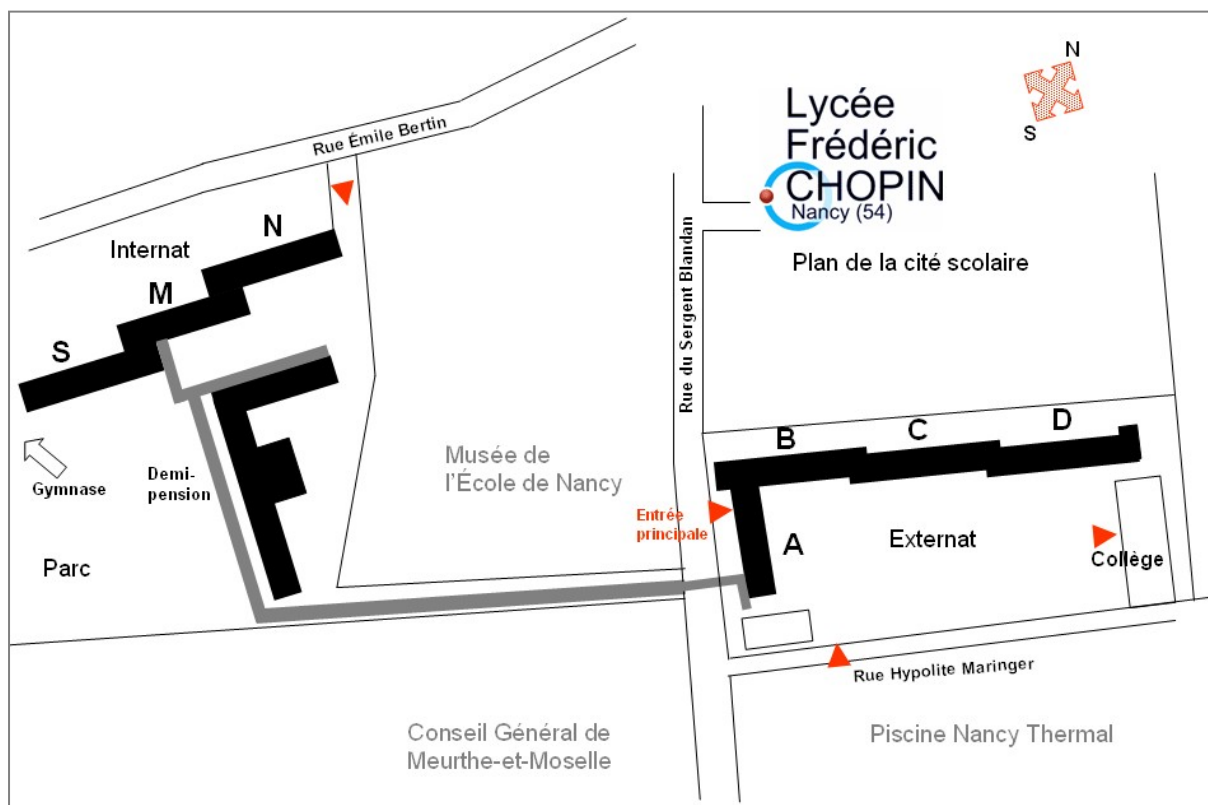 N
S
Lycée
Frédéric
CHOPIN
Nancy (54)
Plan de la cité scolaire
Rue Émile Bertin
Internat
N
M
S
Gymnase
Demi-
pension
Parc
Musée de
l'École de Nancy
Rue du Sergent Blandan
B
C
D
Entrée
principale
A
Externat
Collège
Rue Hypolite Maringer
Conseil Général de
Meurthe-et-Moselle
Piscine Nancy Thermal